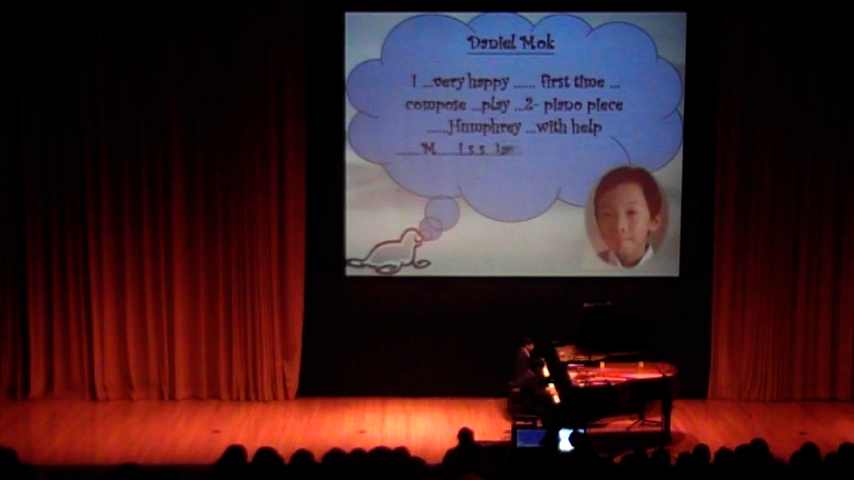 Daniel Mok
I ...very happy ...... first time ...
compose ...play ...2- piano piece
......Humphrey ...with help
.......M......i s s